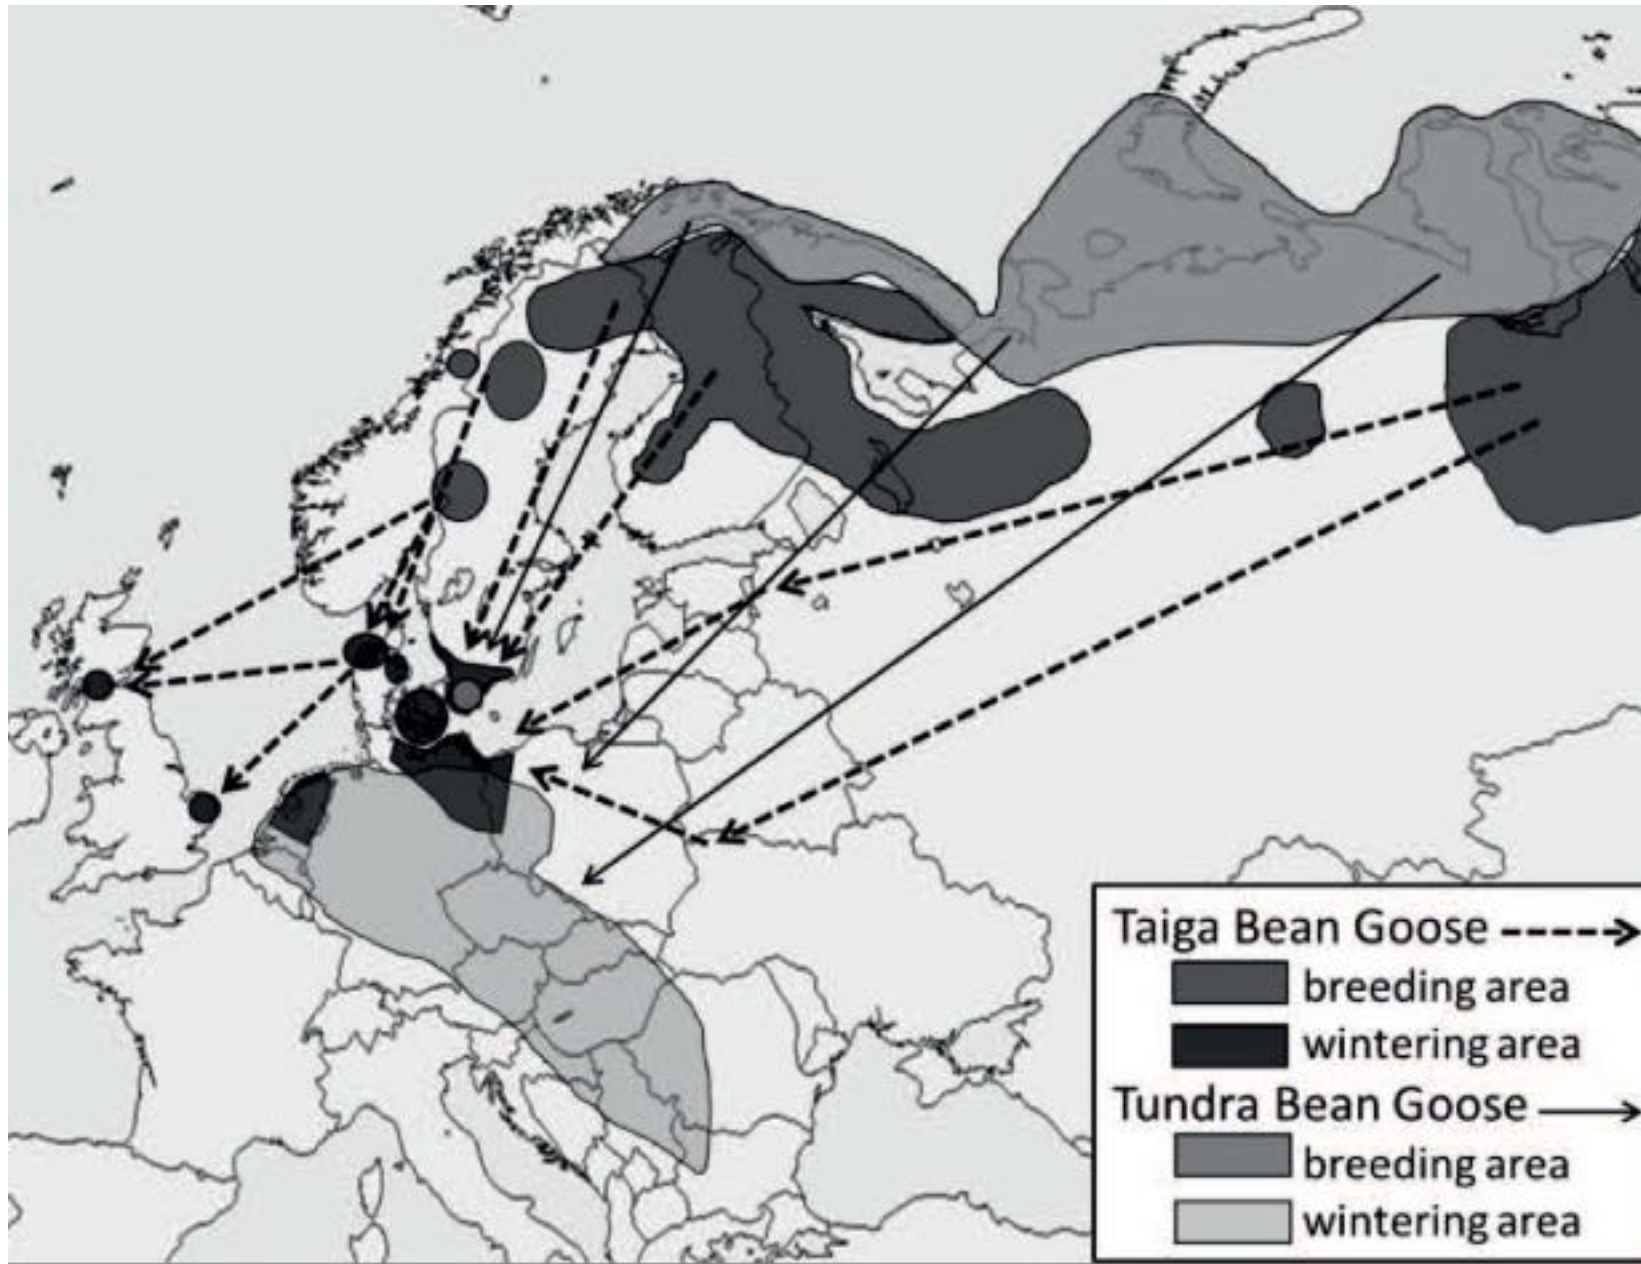 Taiga Bean Goose
breeding area
wintering area
Tundra Bean Goose
breeding area
wintering area